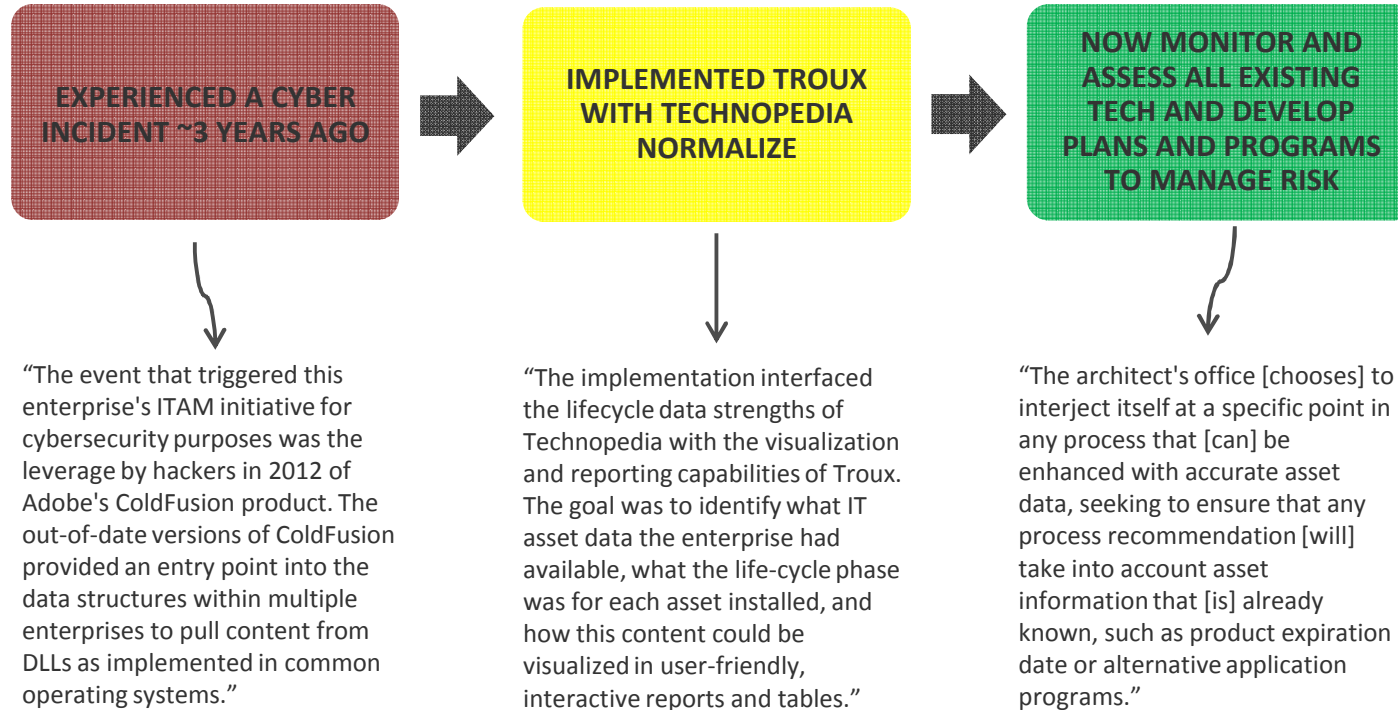 EXPERIENCED A CYBER
INCIDENT ~3 YEARS AGO
IMPLEMENTED TROUX
WITH TECHNOPEDIA
NORMALIZE
NOW MONITOR AND
ASSESS ALL EXISTING
TECH AND DEVELOP
PLANS AND PROGRAMS
TO MANAGE RISK
“The event that triggered this
enterprise's ITAM initiative for
cybersecurity purposes was the
leverage by hackers in 2012 of
Adobe's ColdFusion product. The
out-of-date versions of ColdFusion
provided an entry point into the
data structures within multiple
enterprises to pull content from
DLLs as implemented in common
operating systems.”
“The implementation interfaced
the lifecycle data strengths of
Technopedia with the visualization
and reporting capabilities of Troux.
The goal was to identify what IT
asset data the enterprise had
available, what the life-cycle phase
was for each asset installed, and
how this content could be
visualized in user-friendly,
interactive reports and tables.”
“The architect's office [chooses] to
interject itself at a specific point in
any process that [can] be
enhanced with accurate asset
data, seeking to ensure that any
process recommendation [will]
take into account asset
information that [is] already
known, such as product expiration
date or alternative application
programs.”